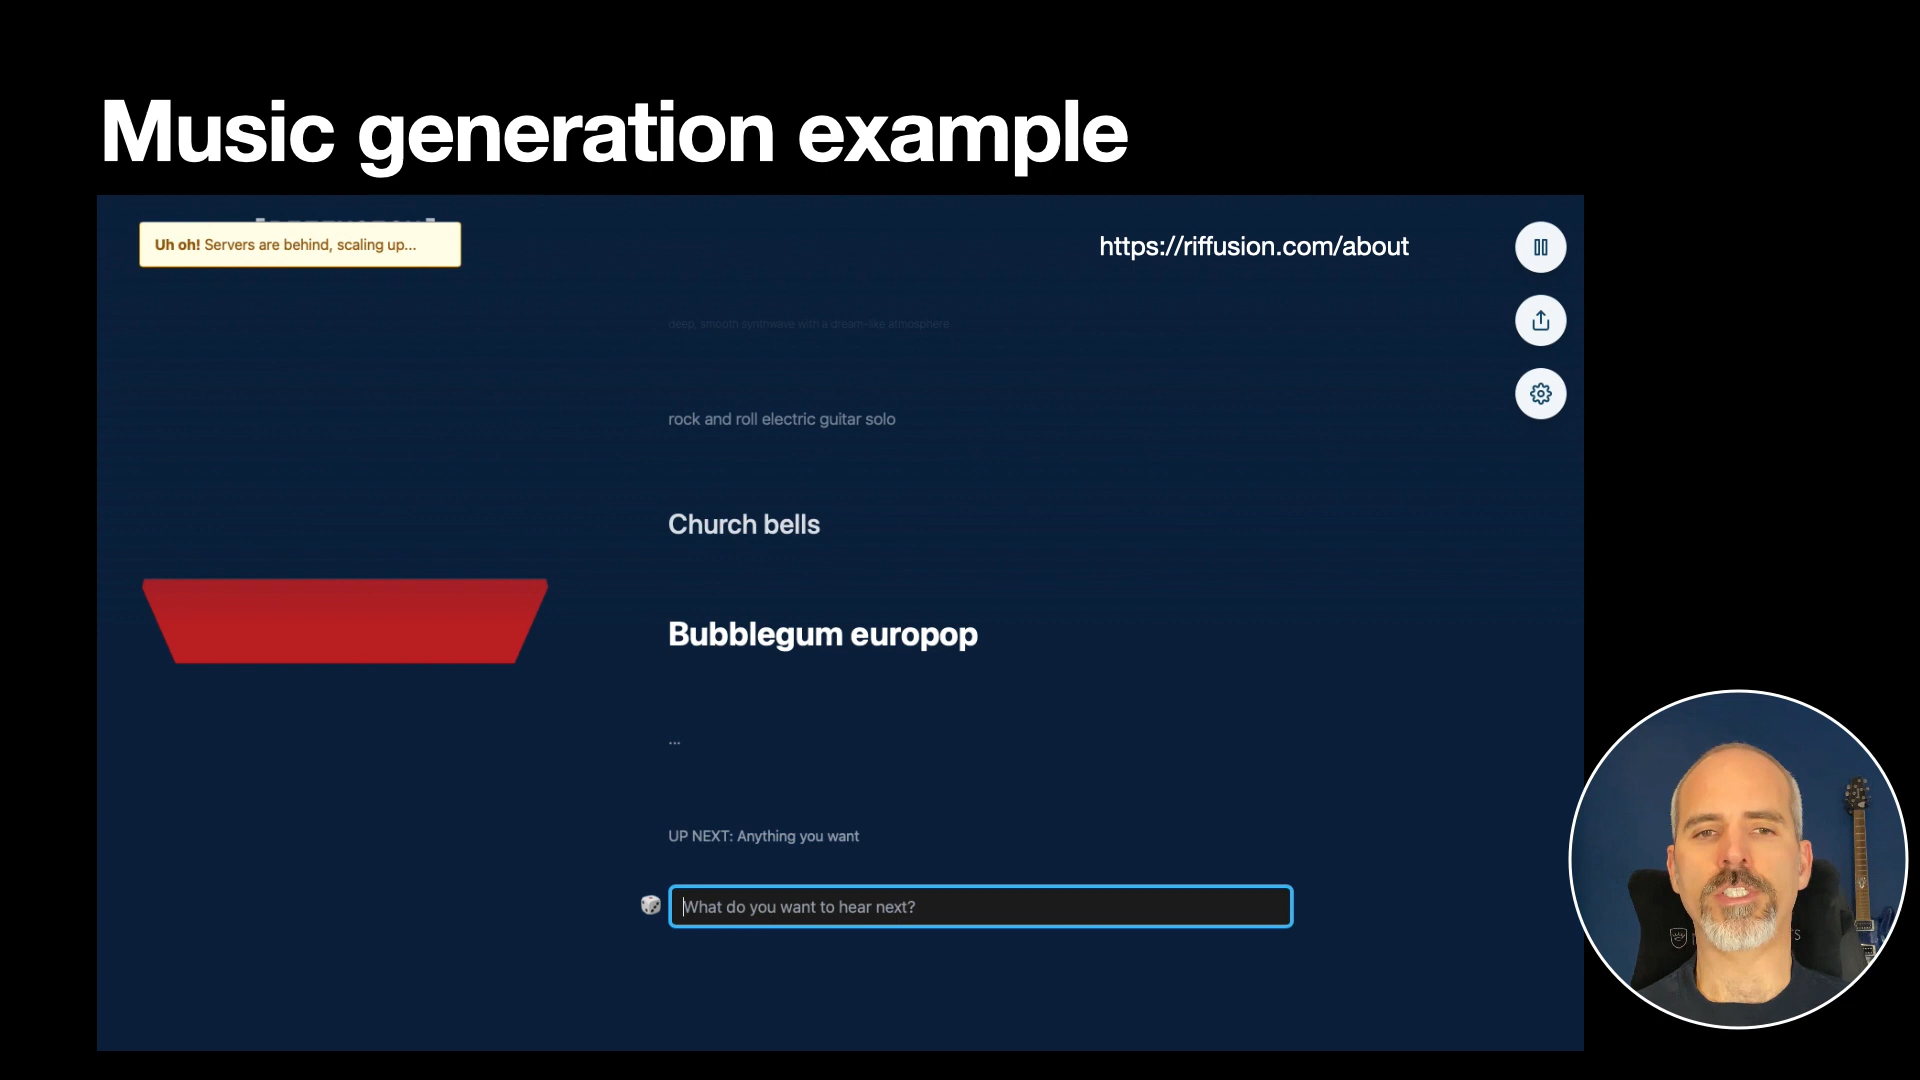 Music generation example
Uh oh! Servers are behind, scaling up...
https://riffusion.com/about
deep, smooth synthwave with a dream-like atmosphere
rock and roll electric guitar solo
Church bells
Bubblegum europop
...
UP NEXT: Anything you want
What do you want to hear next?